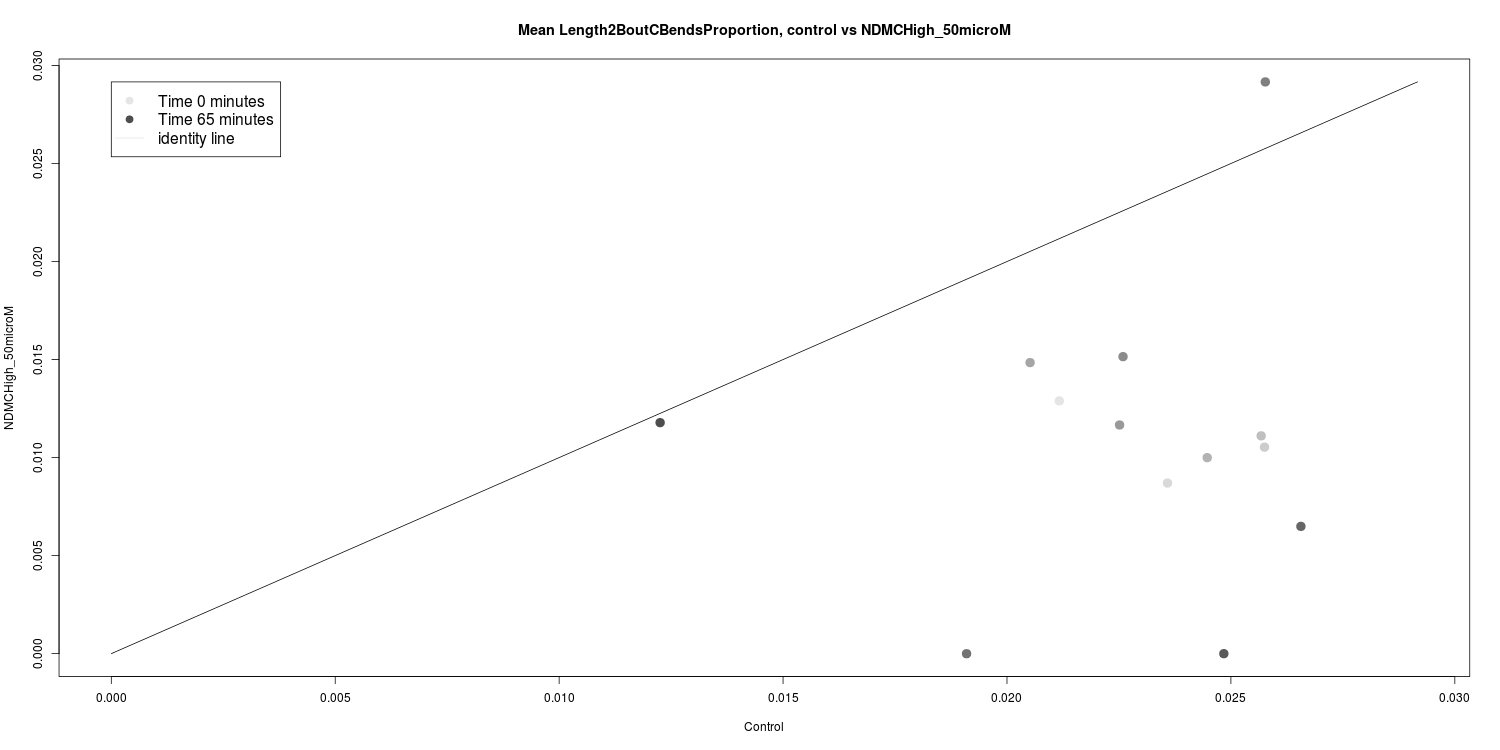 Mean Length2BoutCBendsProportion, control vs NDMCHigh_50microM
Time 0 minutes
Time 65 minutes
identity line
NDMCHigh_50microM
0.030
0.025
0.020
0.015
0.010
0.005
0.000
0.000 0.005 0.010 0.015 0.020 0.025 0.030
Control